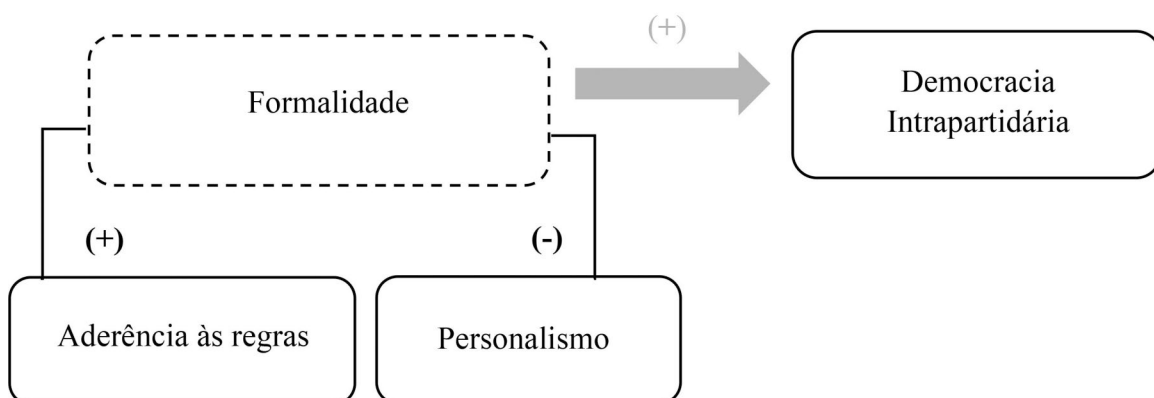 (+)
Formalidade
Democracia
Intrapartidária
(+)
(-)
Aderência às regras
Personalismo